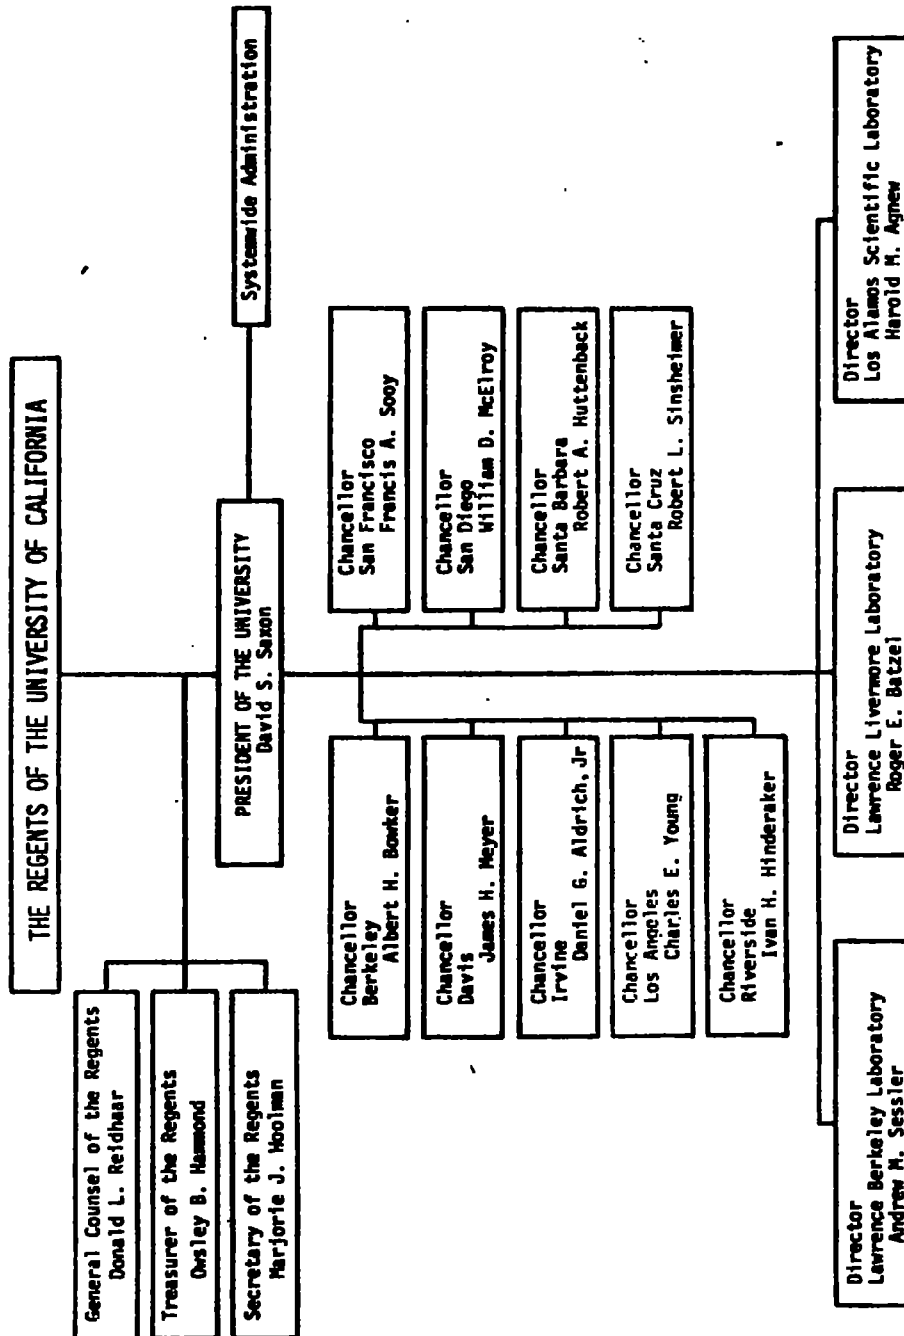 THE REGENTS OF THE UNIVERSITY OF CALIFORNIA
General Counsel of the Regents
Donald L. Reidhaar
Treasurer of the Regents
Owsley B. Hammond
Secretary of the Regents
Marjorie J. Woolman
PRESIDENT OF THE UNIVERSITY
David S. Saxon
Systemwide Administration
Chancellor
Berkeley
Albert H. Bowker
Chancellor
Davis
James H. Meyer
Chancellor
Irvine
Daniel G. Aldrich, Jr
Chancellor
Los Angeles
Charles E. Young
Chancellor
Riverside
Ivan H. Hinderaker
Chancellor
San Francisco
Francis A. Sooy
Chancellor
San Diego
William D. McElroy
Chancellor
Santa Barbara
Robert A. Huttenback
Chancellor
Santa Cruz
Robert L. Sinsheimer
Director
Lawrence Berkeley Laboratory
Andrew M. Sessler
Director
Lawrence Livermore Laboratory
Roger E. Batzel
Director
Los Alamos Scientific Laboratory
Harold M. Agnew